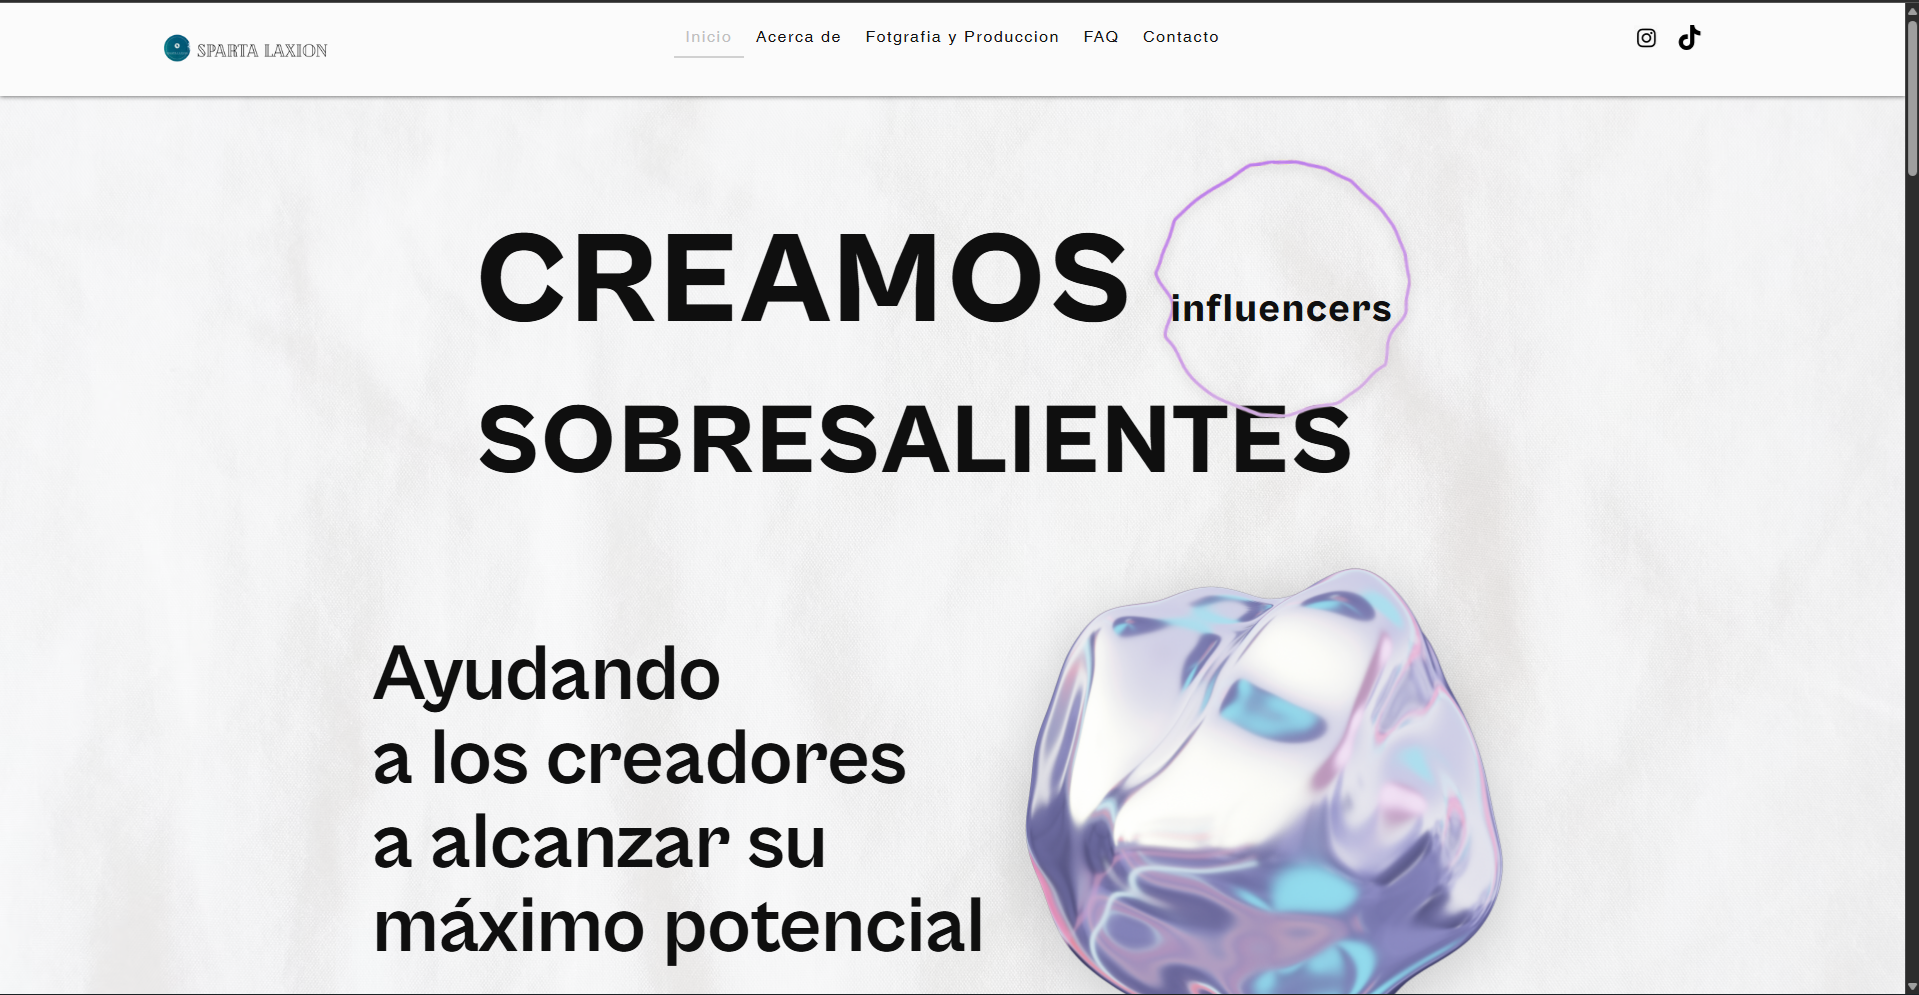 SPARTA LAXION
Inicio
Acerca de
Fotgrafia y Produccion
FAQ
Contacto
CREAMOS
influencers
SOBRESALIENTES
Ayudando
a los creadores
a alcanzar su
máximo potencial